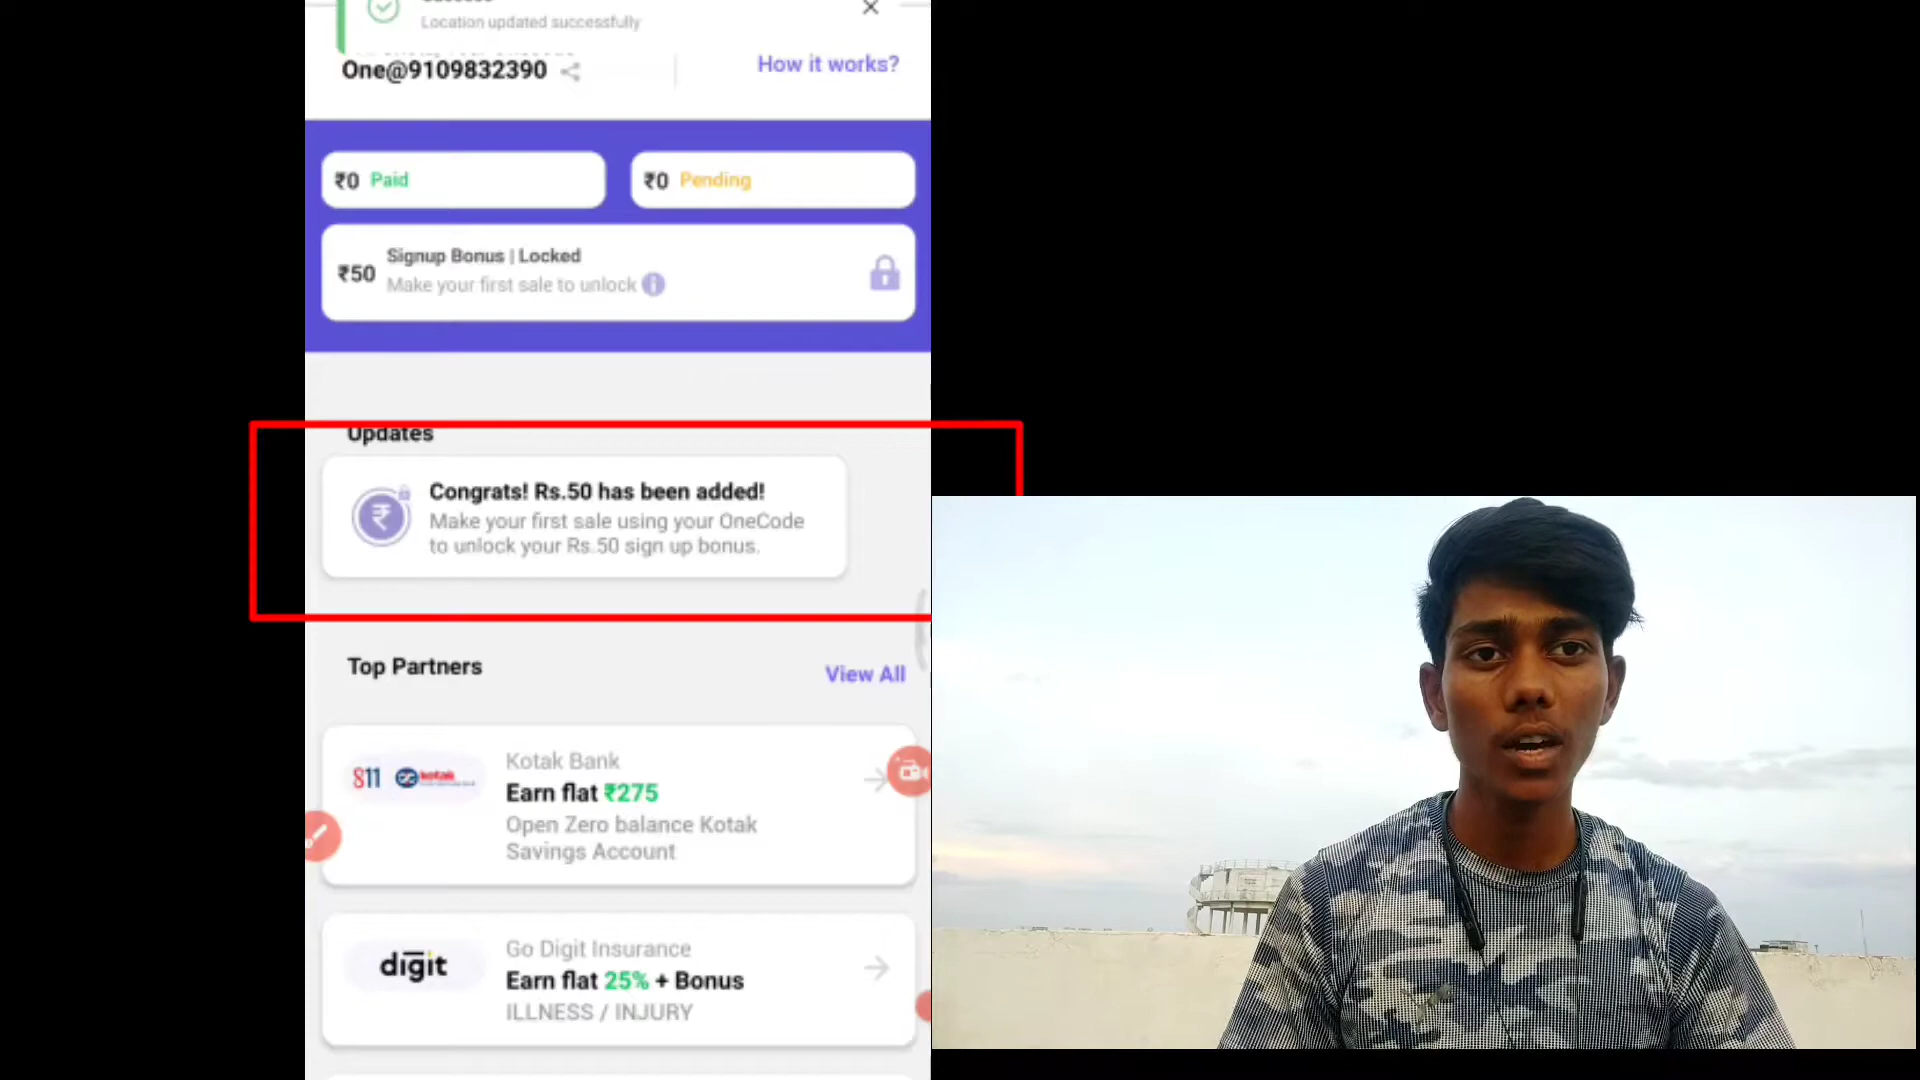 Location updated successfully
One@9109832390
How it works?
₹0 Paid
₹0 Pending
₹50
Signup Bonus | Locked
Make your first sale to unlock
Updates
Congrats! Rs.50 has been added!
Make your first sale using your OneCode
to unlock your Rs.50 sign up bonus.
Top Partners
View All
811 kotak
Kotak Bank
Earn flat ₹275
Open Zero balance Kotak
Savings Account
digit
Go Digit Insurance
Earn flat 25% + Bonus
ILLNESS / INJURY